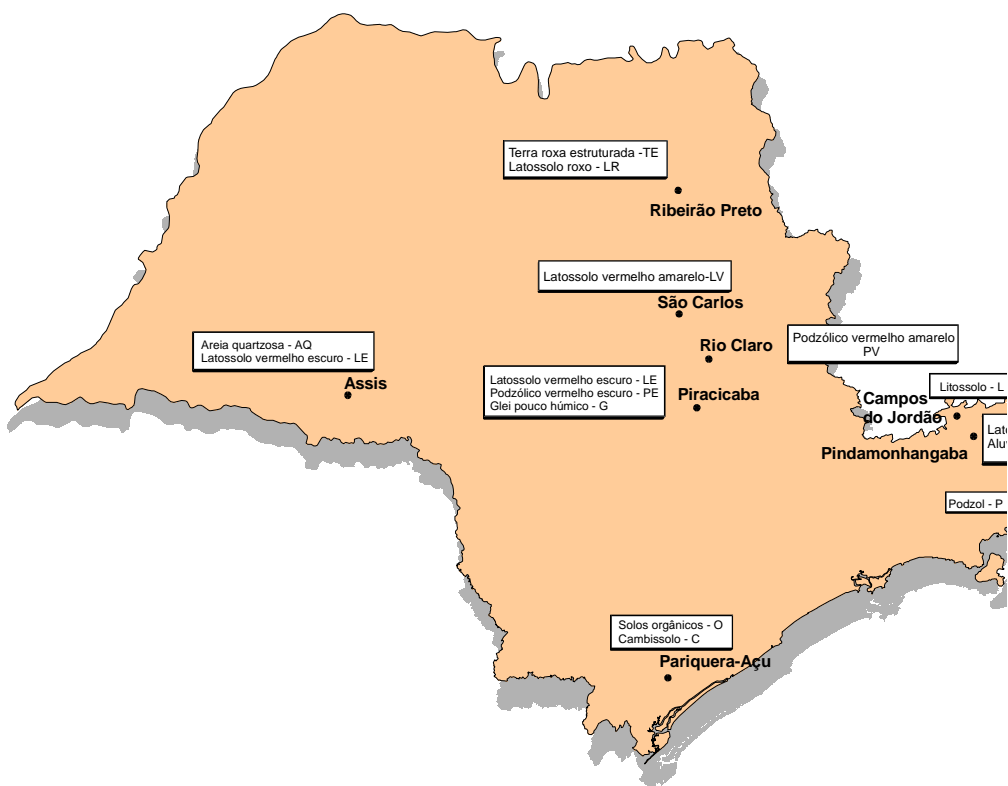 Terra roxa estruturada -TE
Latossolo roxo - LR
Ribeirão Preto
Latossolo vermelho amarelo-LV
São Carlos
Rio Claro
Podzólico vermelho amarelo
PV
Areia quartzosa - AQ
Latossolo vermelho escuro - LE
Assis
Latossolo vermelho escuro - LE
Podzólico vermelho escuro - PE
Glei pouco húmico - G
Piracicaba
Litossolo - L
Campos
do Jordão
Pindamonhangaba
Podzol - P
Solos orgânicos - O
Cambissolo - C
Pariquera-Açu